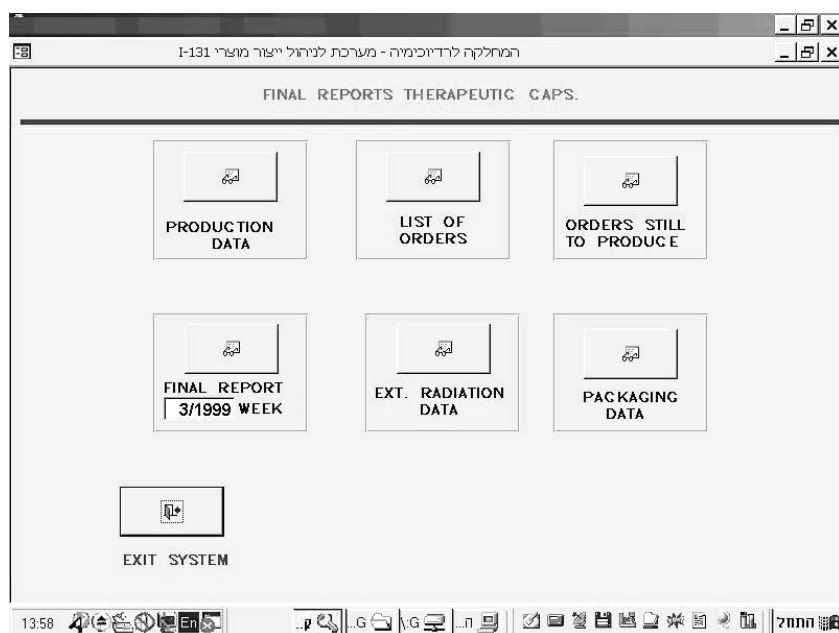 המחלקה לרדיוכימיה - מערכת לניהול ייצור מוצרי I-131
FINAL REPORTS THERAPEUTIC CAPS.
PRODUCTION
DATA
LIST OF
ORDERS
ORDERS STILL
TO PRODUCE
FINAL REPORT
3/1999 WEEK
EXT. RADIATION
DATA
PACKAGING
DATA
EXIT SYSTEM
13:58 En ..ק ..G \:G ...ה התחל